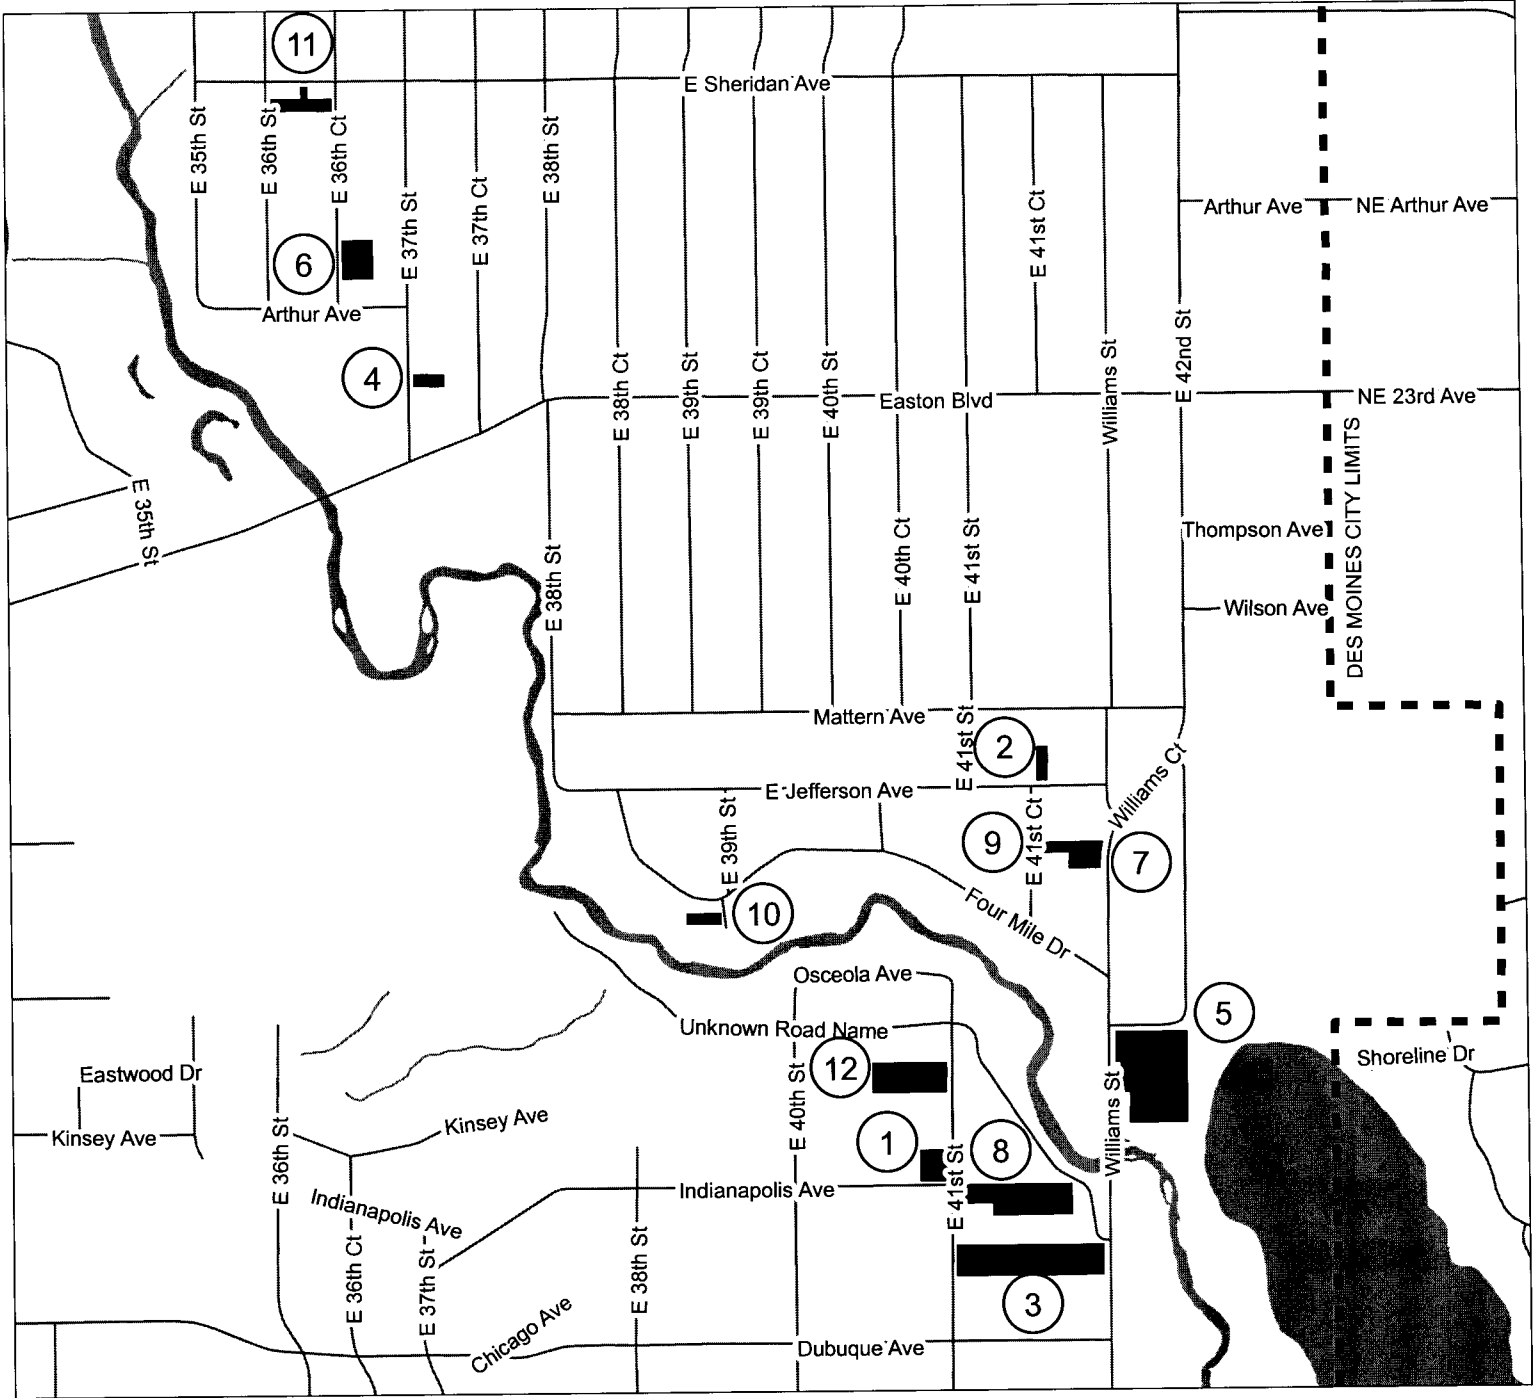 11
E Sheridan Ave
E 35th St
E 36th St
E 36th Ct
E 37th St
E 37th Ct
E 38th St
E 41st Ct
Arthur Ave
NE Arthur Ave
6
Arthur Ave
4
E 38th Ct
E 39th St
E 39th Ct
E 40th St
Easton Blvd
Williams St
E 42nd St
NE 23rd Ave
E 35th St
E 38th St
E 40th Ct
E 41st St
Thompson Ave
DES MOINES CITY LIMITS
Wilson Ave
Mattern Ave
E 41st St
2
Williams Ct
E Jefferson Ave
E 39th St
9
E 41st Ct
7
10
Four Mile Dr
Osceola Ave
5
Unknown Road Name
Shoreline Dr
Eastwood Dr
12
E 40th St
Williams St
Kinsey Ave
Kinsey Ave
E 36th St
1
8
E 41st St
Indianapolis Ave
Indianapolis Ave
E 36th Ct
E 37th St
E 38th St
3
Chicago Ave
Dubuque Ave